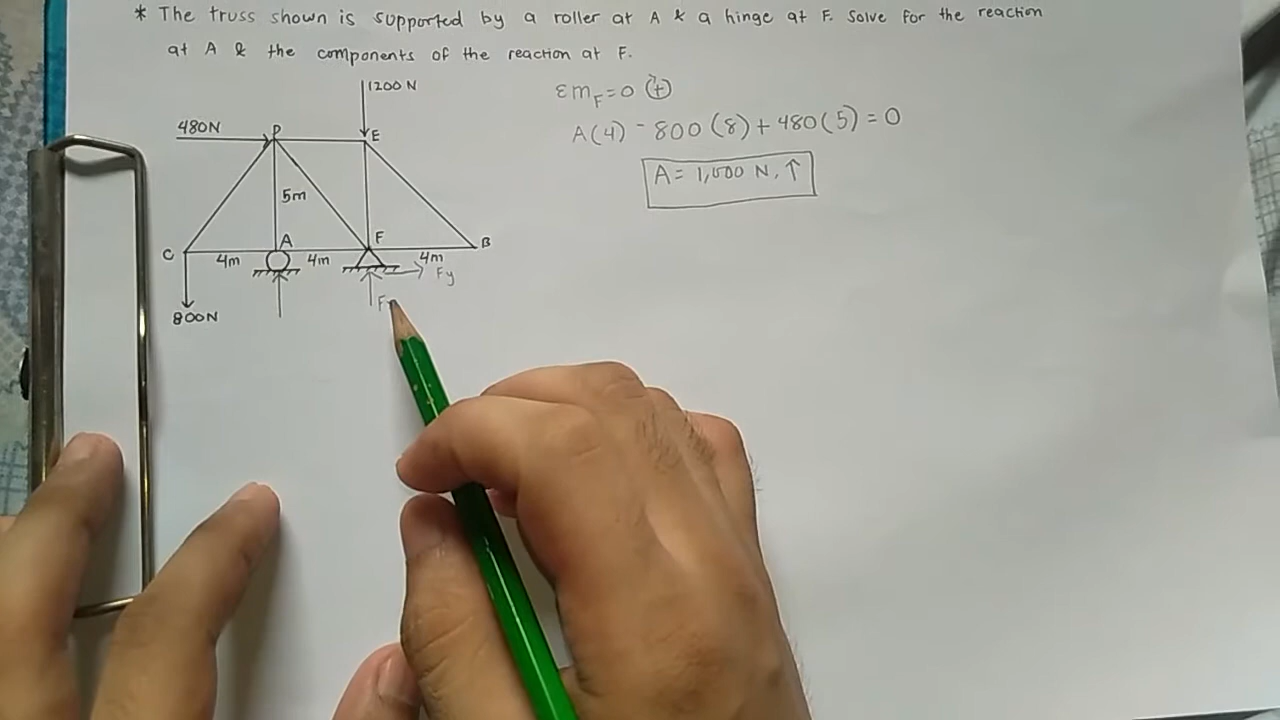 * The truss shown is supported by a roller at A & a hinge at F. Solve for the reaction
at A & the components of the reaction at F.
1200 N
ΣM_F=0 (+)
480N
D
E
A(4) - 800(8) + 480(5) = 0
A = 1,000 N, ↑
5m
C
A
F
B
4m
4m
4m
Fy
800N